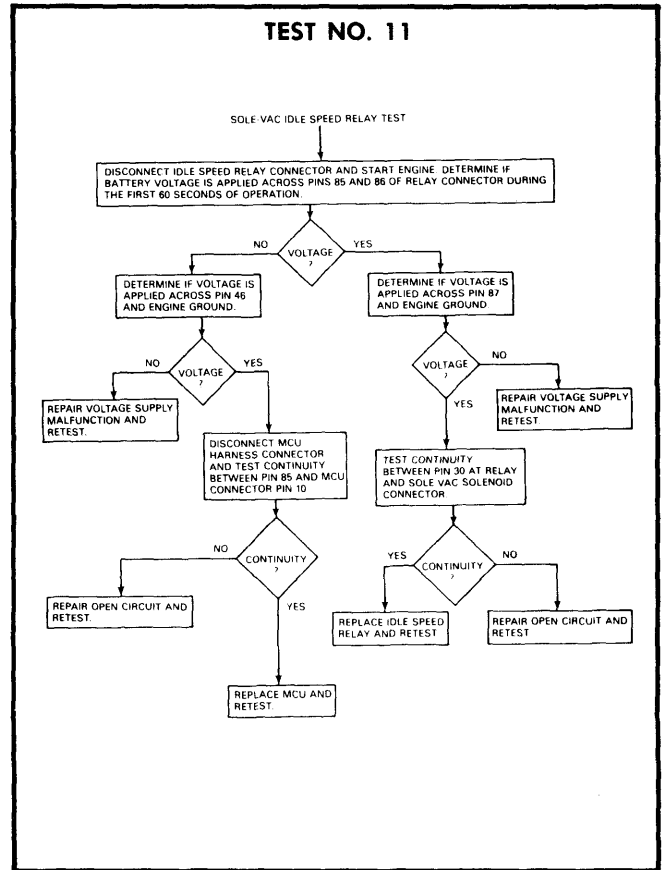 TEST NO. 11
SOLE-VAC IDLE SPEED RELAY TEST
DISCONNECT IDLE SPEED RELAY CONNECTOR AND START ENGINE. DETERMINE IF
BATTERY VOLTAGE IS APPLIED ACROSS PINS 85 AND 86 OF RELAY CONNECTOR DURING
THE FIRST 60 SECONDS OF OPERATION.
NO
VOLTAGE
?
YES
DETERMINE IF VOLTAGE IS
APPLIED ACROSS PIN 46
AND ENGINE GROUND.
DETERMINE IF VOLTAGE IS
APPLIED ACROSS PIN 87
AND ENGINE GROUND
NO
VOLTAGE
?
YES
VOLTAGE
?
NO
YES
REPAIR VOLTAGE SUPPLY
MALFUNCTION AND
RETEST.
REPAIR VOLTAGE SUPPLY
MALFUNCTION AND
RETEST.
DISCONNECT MCU
HARNESS CONNECTOR
AND TEST CONTINUITY
BETWEEN PIN 85 AND MCU
CONNECTOR PIN 10
TEST CONTINUITY
BETWEEN PIN 30 AT RELAY
AND SOLE VAC SOLENOID
CONNECTOR
NO
CONTINUITY
?
YES
YES
CONTINUITY
?
NO
REPAIR OPEN CIRCUIT AND
RETEST.
REPLACE IDLE SPEED
RELAY AND RETEST
REPAIR OPEN CIRCUIT AND
RETEST
REPLACE MCU AND
RETEST.